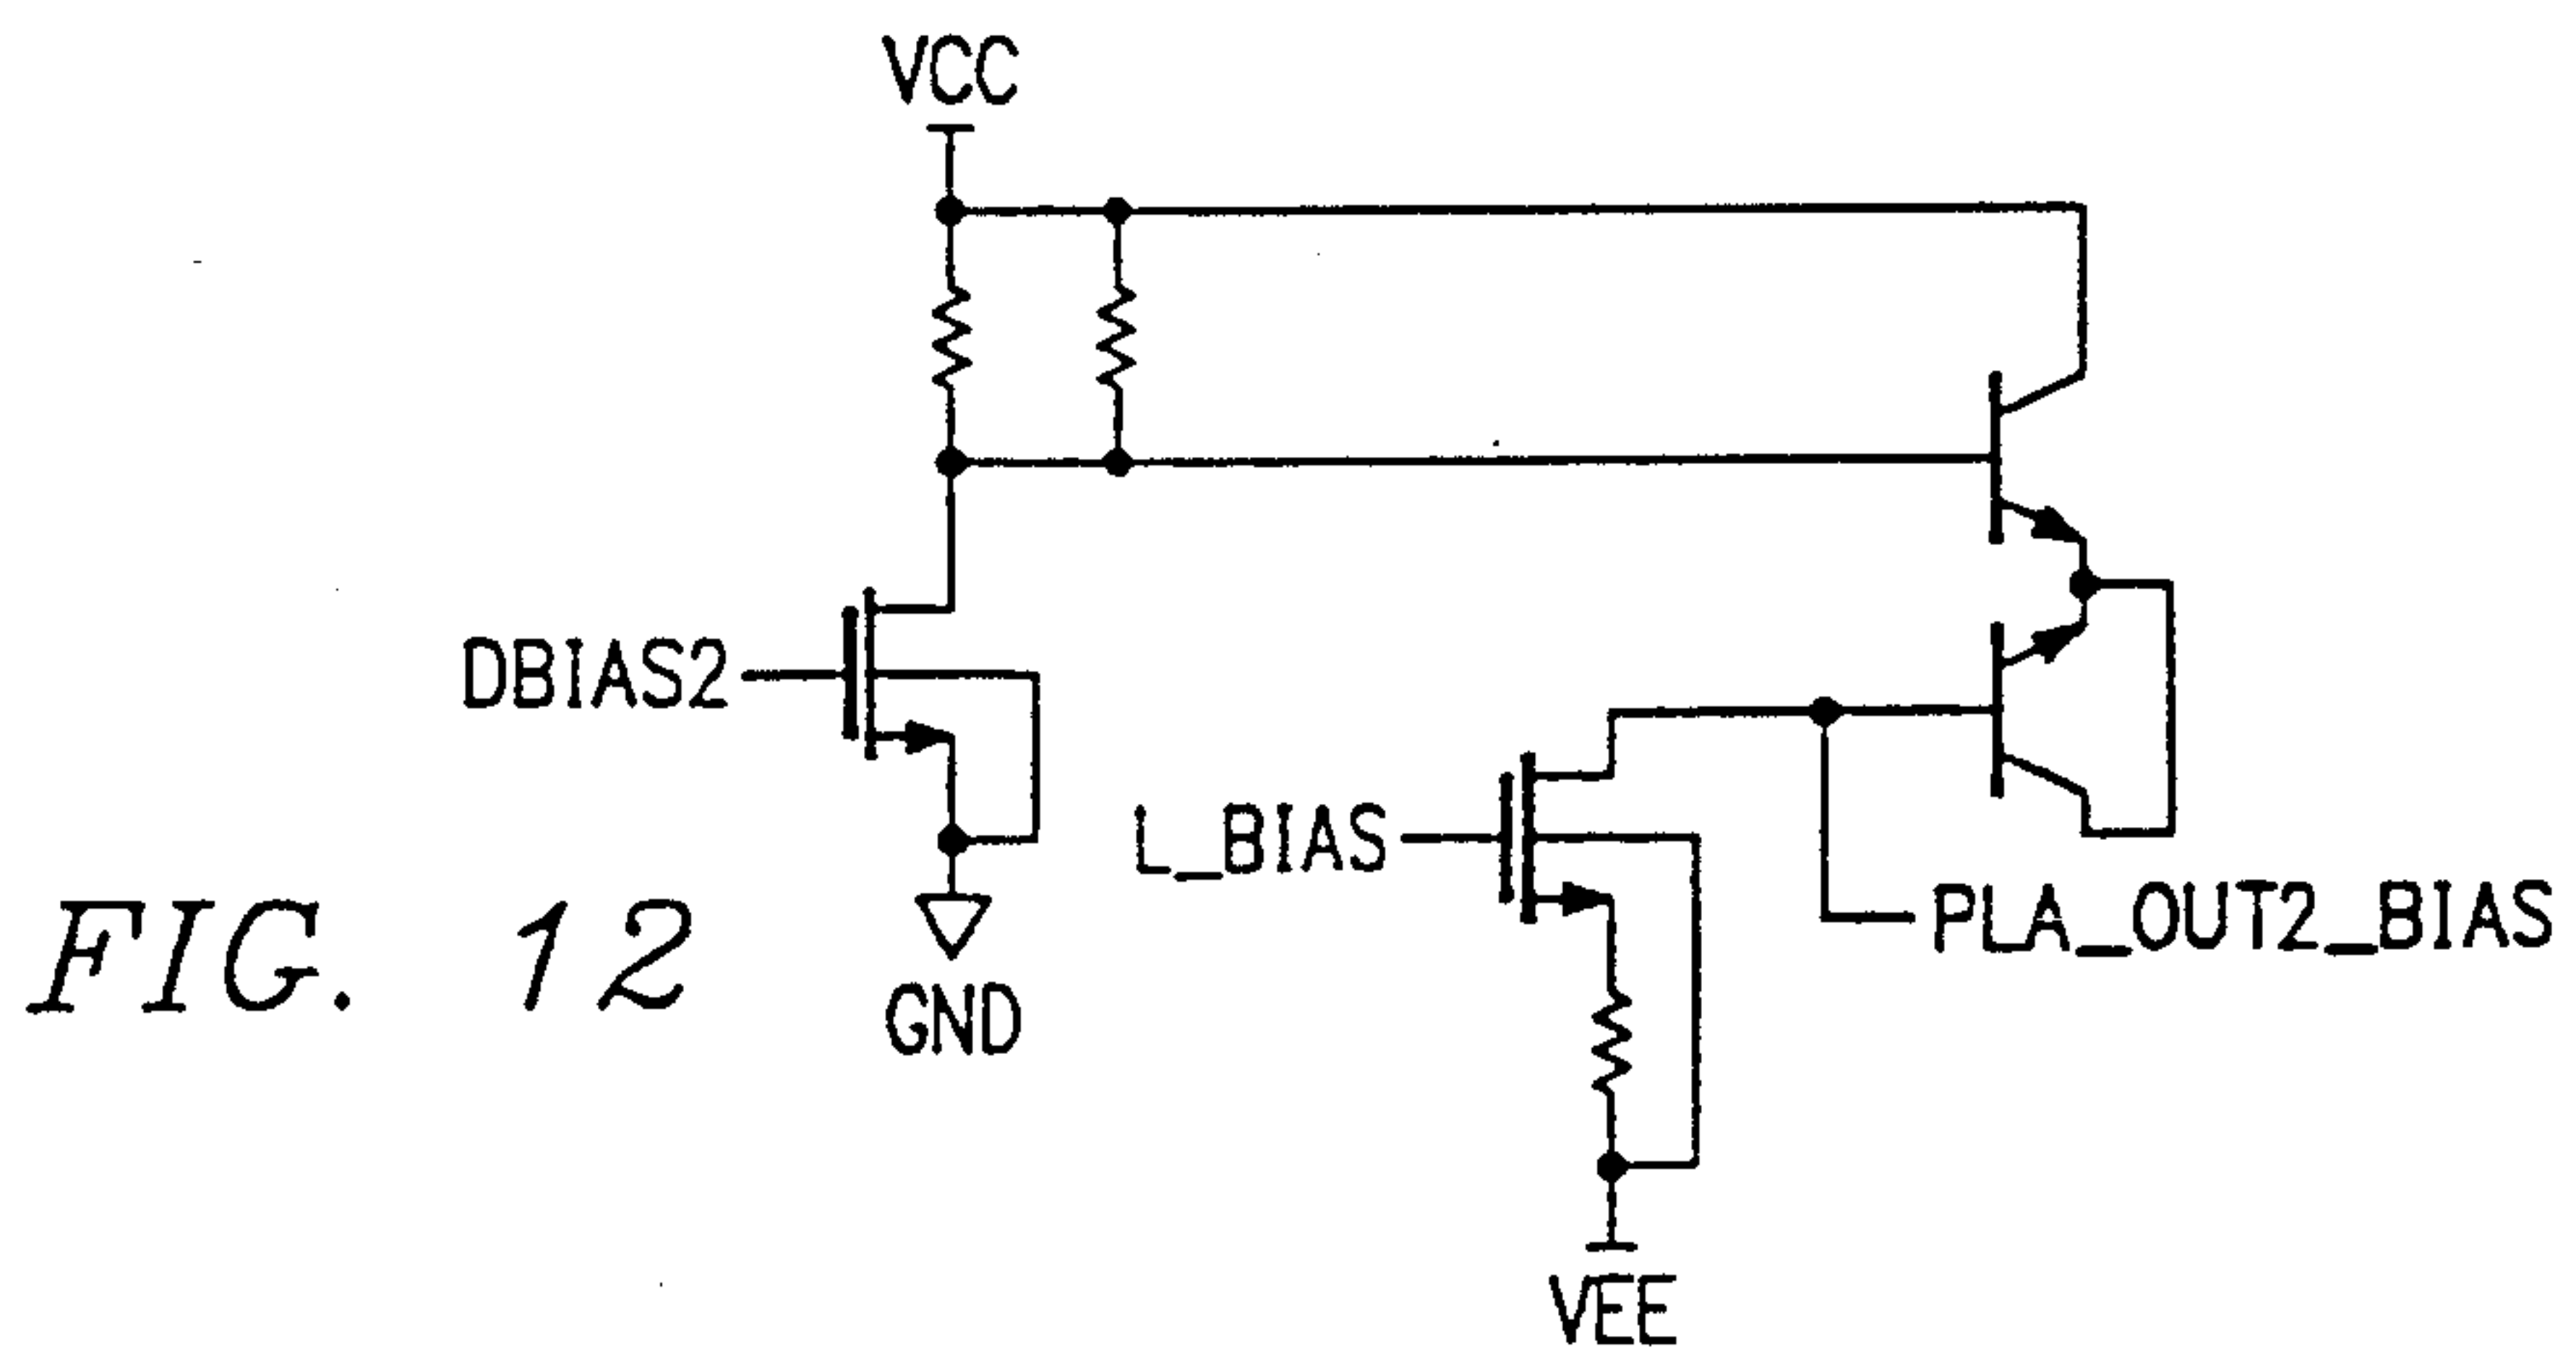 VCC
DBIAS2
L_BIAS
PLA_OUT2_BIAS
FIG. 12
GND
VEE